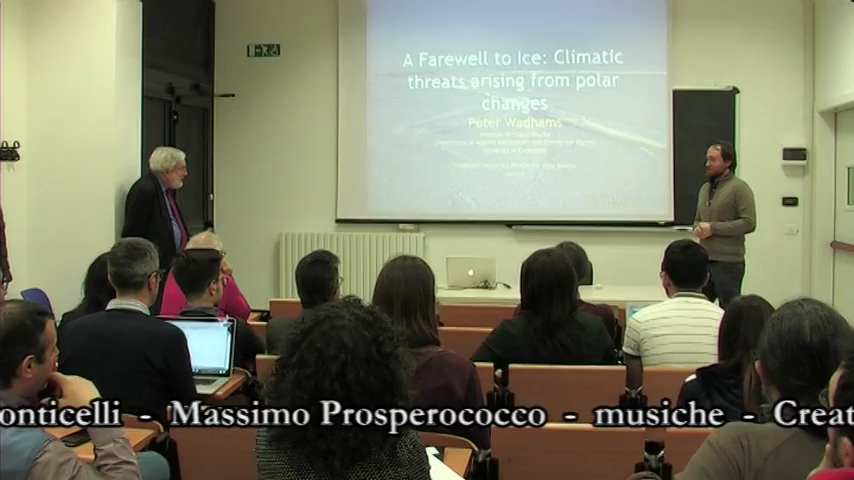 A Farewell to Ice: Climatic
threats arising from polar
changes
Peter Wadhams
onticelli - Massimo Prosperococco - musiche - Creat